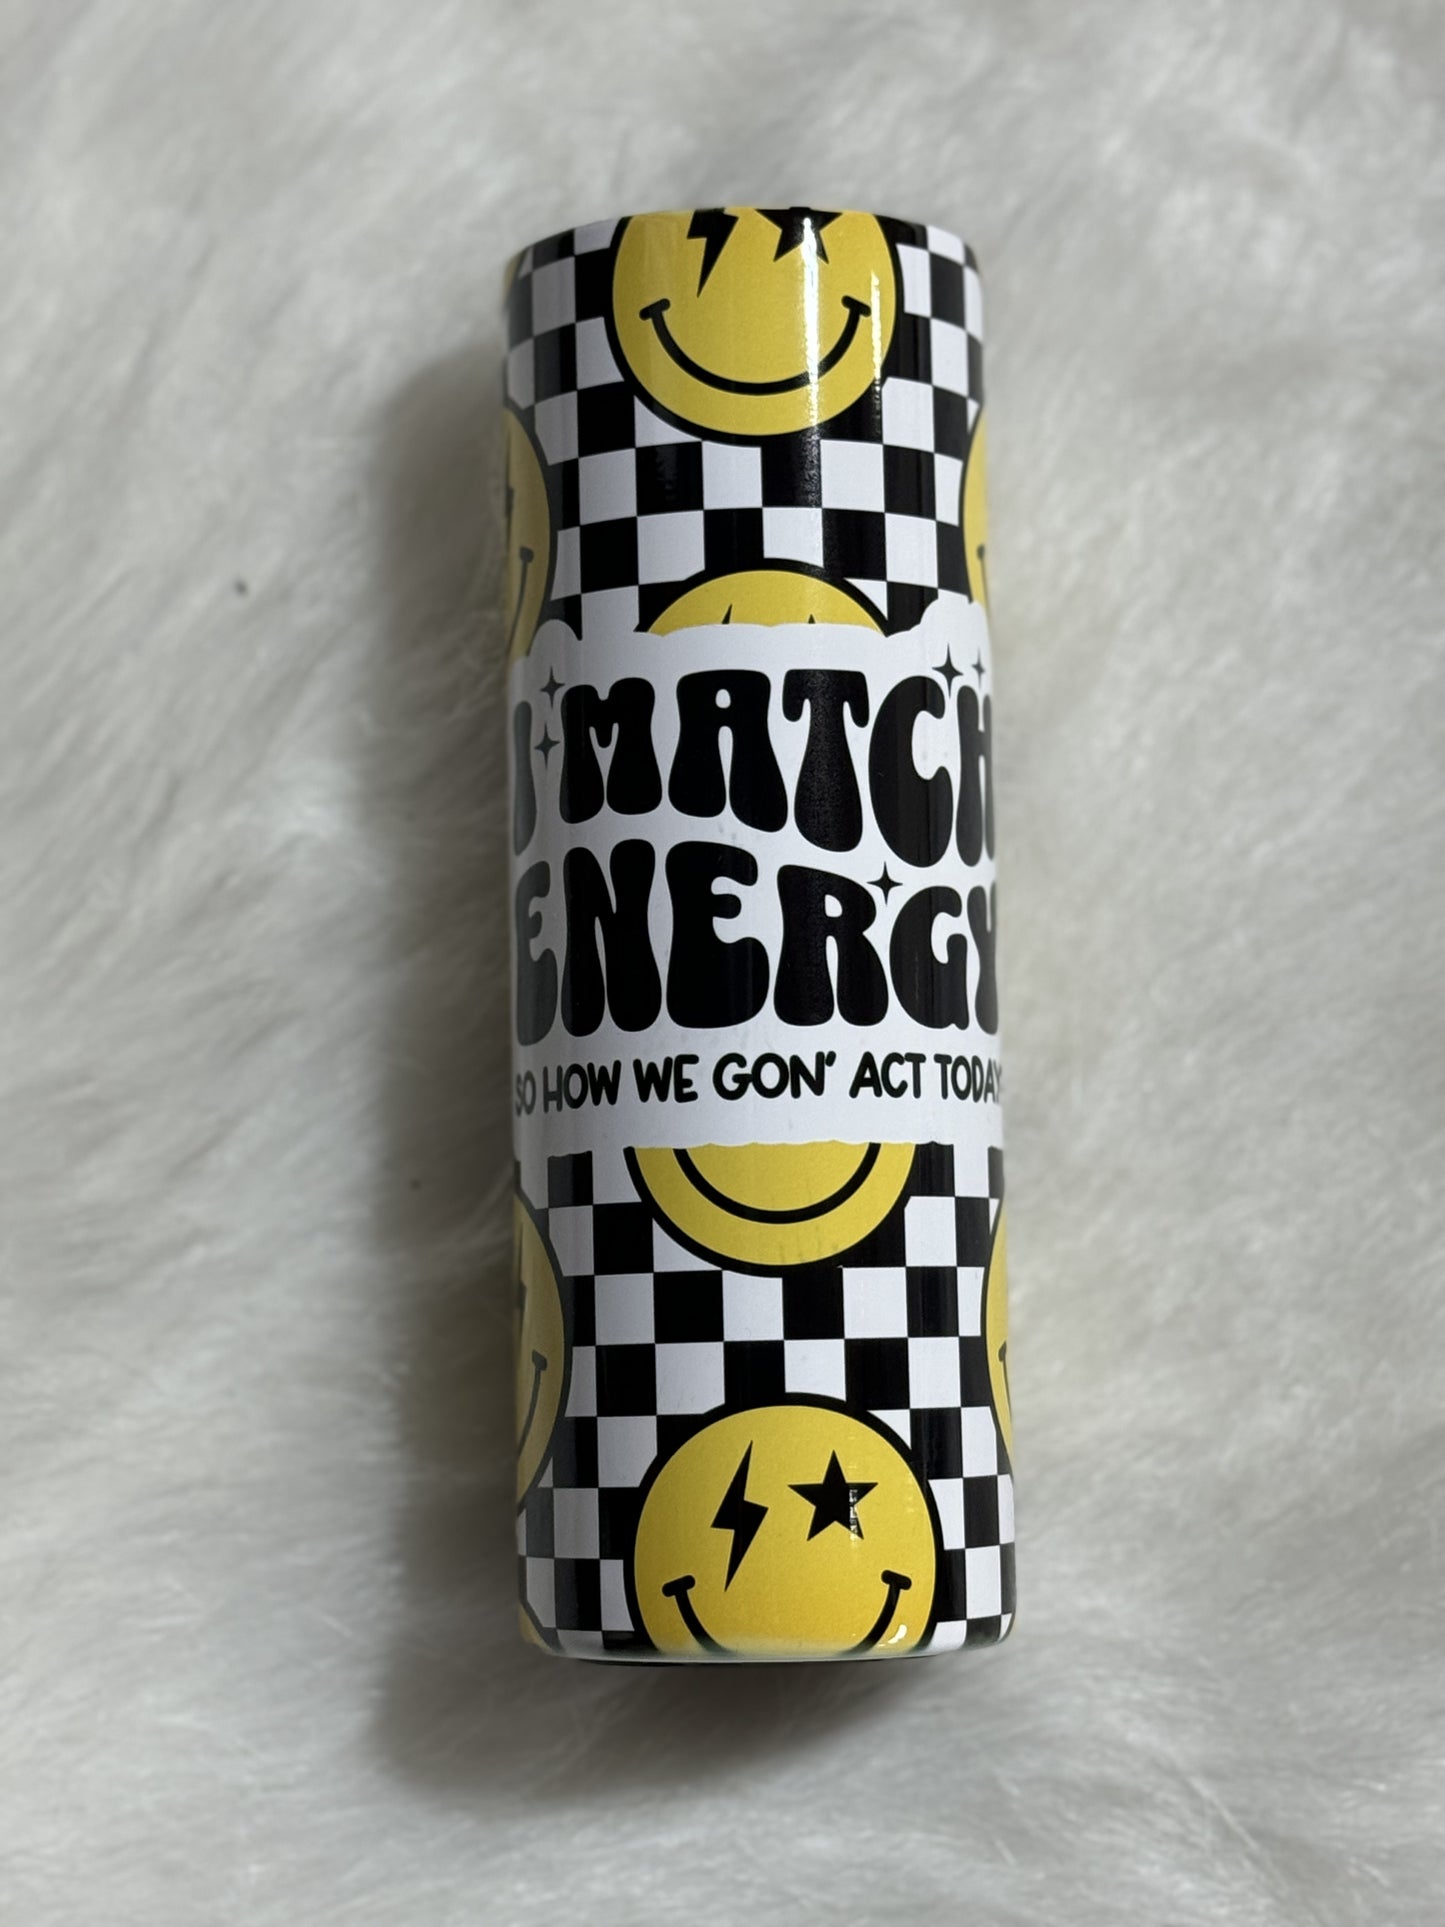 I MATCH
ENERGY
SO HOW WE GON' ACT TODAY